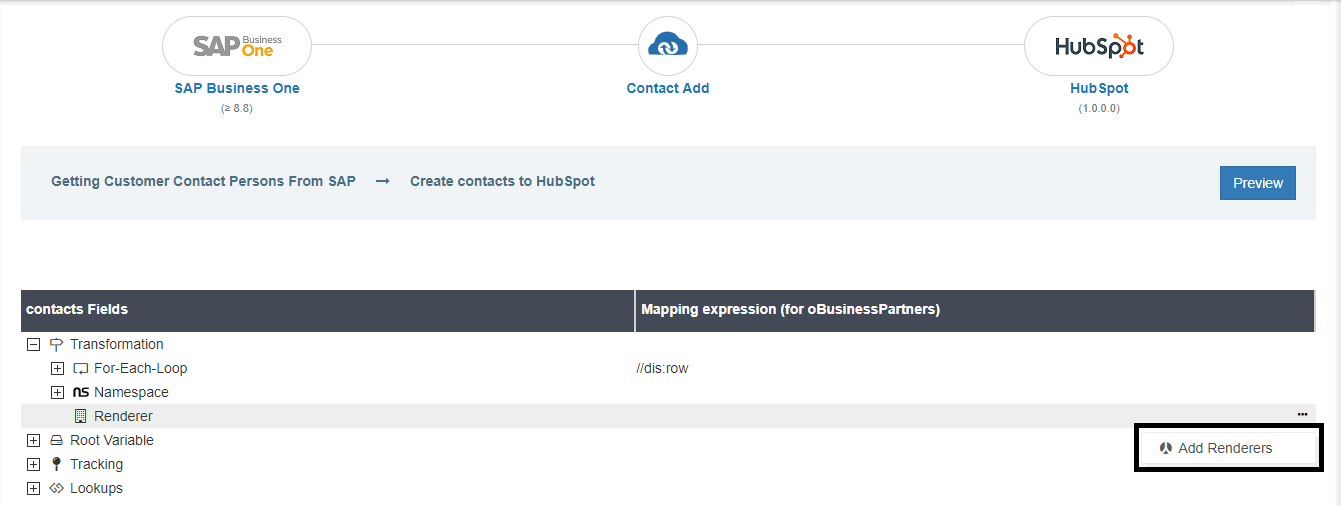 SAP Business One
HubSpot
SAP Business One
Contact Add
HubSpot
(≥ 8.8)
(1.0.0.0)
Getting Customer Contact Persons From SAP → Create contacts to HubSpot
Preview
contacts Fields
Mapping expression (for oBusinessPartners)
Transformation
For-Each-Loop
//dis:row
ns Namespace
Renderer
...
Root Variable
Add Renderers
Tracking
Lookups